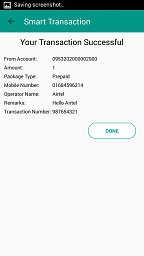 Saving screenshot...
Smart Transaction
Your Transaction Successful
From Account: 0953202000002900
Amount: 1
Package Type: Prepaid
Mobile Number: 01684596214
Operator Name: Airtel
Remarks: Hello Airtel
Transaction Number: 987654321
DONE